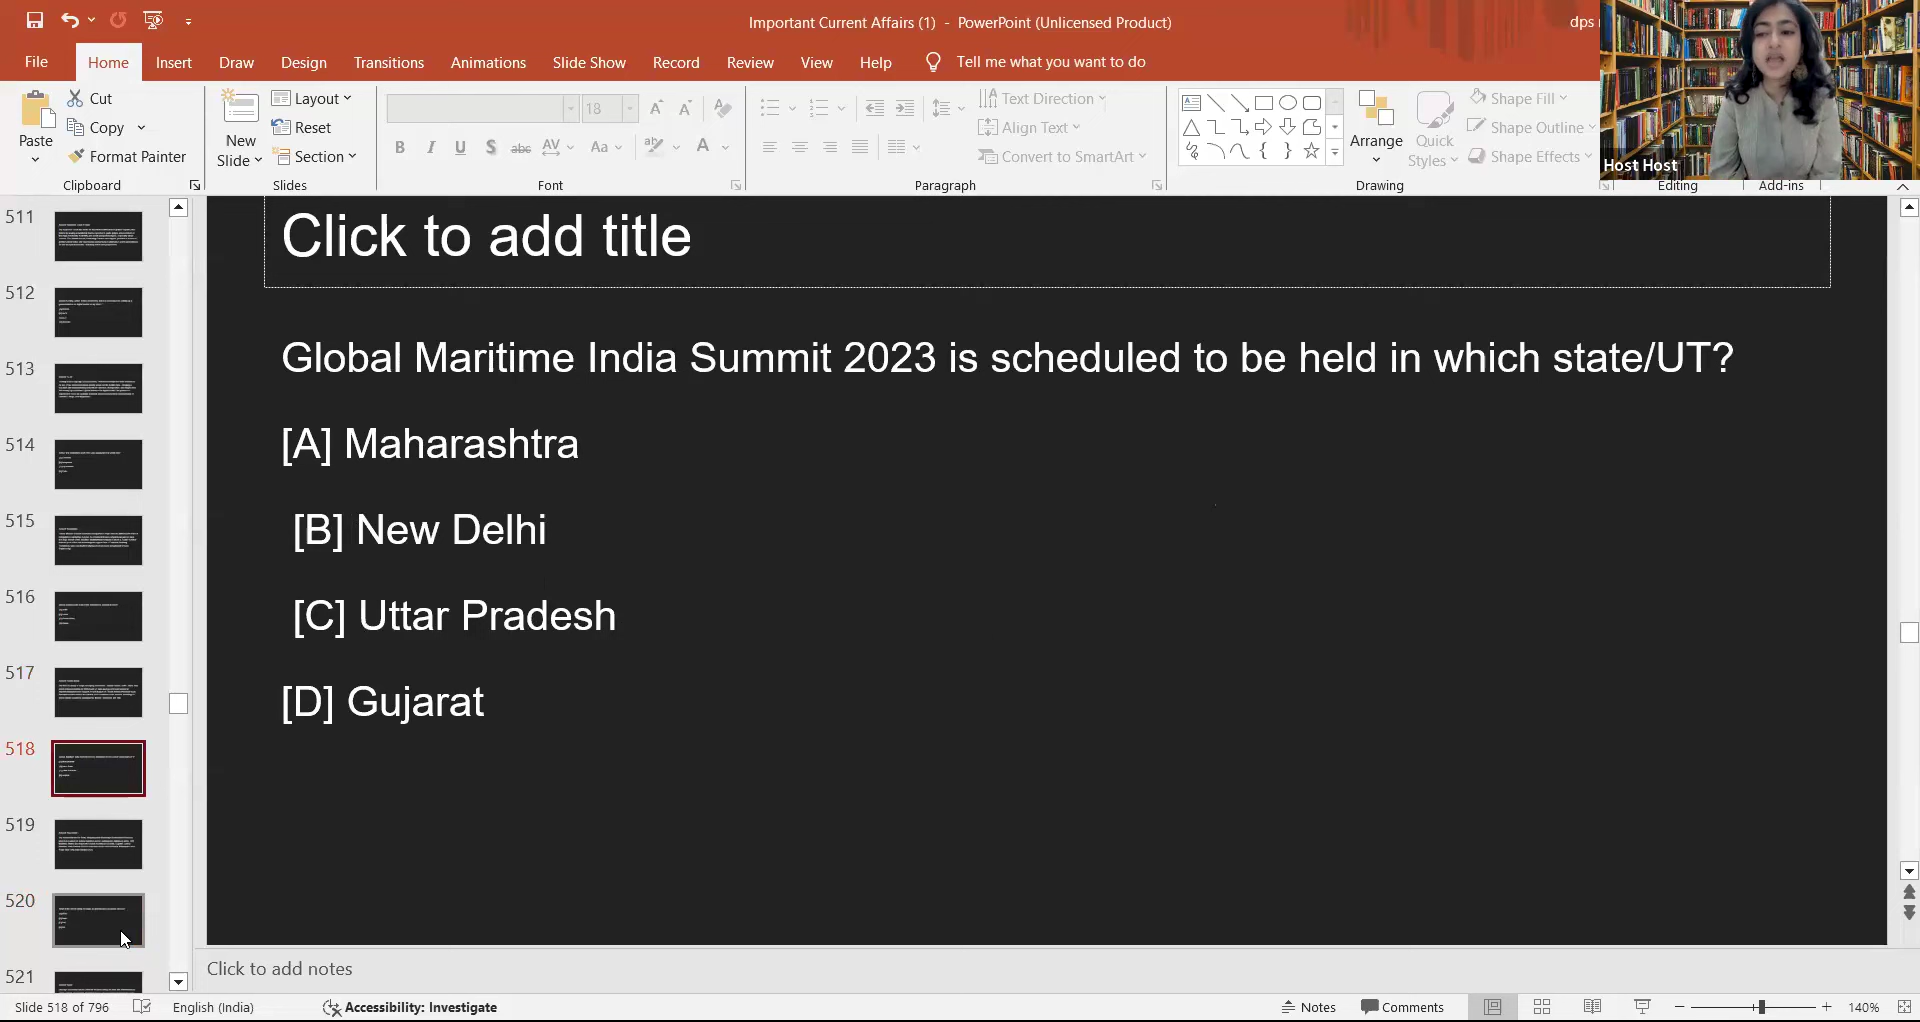 Important Current Affairs (1) - PowerPoint (Unlicensed Product)
dps
File Home Insert Draw Design Transitions Animations Slide Show Record Review View Help Tell me what you want to do
Paste
Cut
Copy
Format Painter
Clipboard
New Slide
Layout
Reset
Section
Slides
18
B I U S abc AV Aa A
Font
Text Direction
Align Text
Convert to SmartArt
Paragraph
Arrange
Quick Styles
Shape Fill
Shape Outline
Shape Effects
Drawing
Editing
Add-ins
Host Host
511
512
513
514
515
516
517
518
519
520
521
Click to add title
Global Maritime India Summit 2023 is scheduled to be held in which state/UT?
[A] Maharashtra
[B] New Delhi
[C] Uttar Pradesh
[D] Gujarat
Click to add notes
Slide 518 of 796 English (India) Accessibility: Investigate Notes Comments 140%